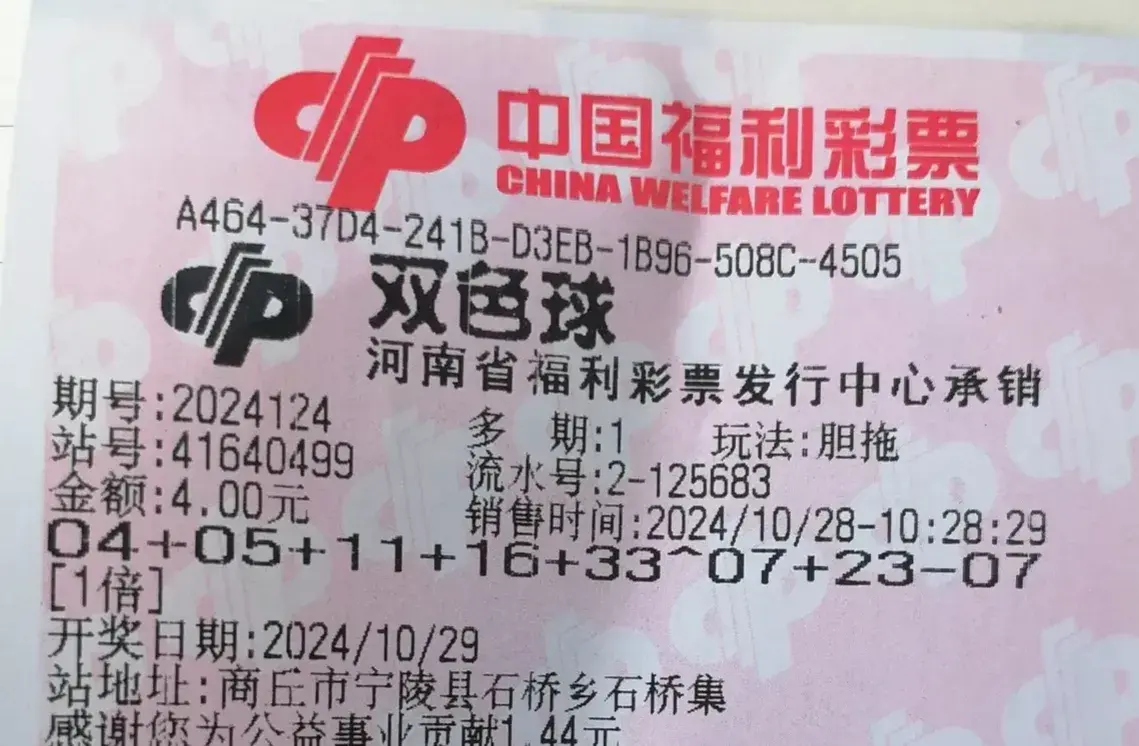 中国福利彩票
CHINA WELFARE LOTTERY
A464-37D4-241B-D3EB-1B96-508C-4505
双色球
河南省福利彩票发行中心承销
期号:2024124 多 期:1 玩法:胆拖
站号:41640499 流水号:2-125683
金额:4.00元 销售时间:2024/10/28-10:28:29
04+05+11+16+33^07+23-07
[1倍]
开奖日期:2024/10/29
站地址:商丘市宁陵县石桥乡石桥集
感谢您为公益事业贡献1.44元